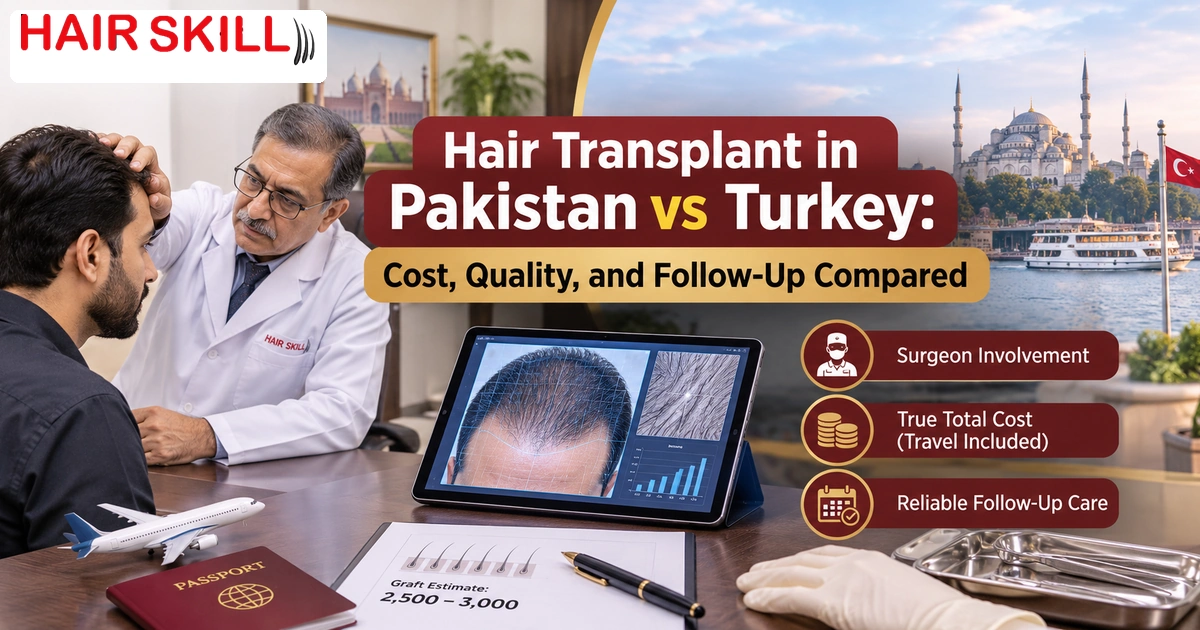 HAIR SKILL
Hair Transplant in
Pakistan vs Turkey:
Cost, Quality, and Follow-Up Compared
HAIR SKILL
Surgeon Involvement
True Total Cost
(Travel Included)
Reliable Follow-Up Care
PASSPORT
Graft Estimate:
2,500 – 3,000